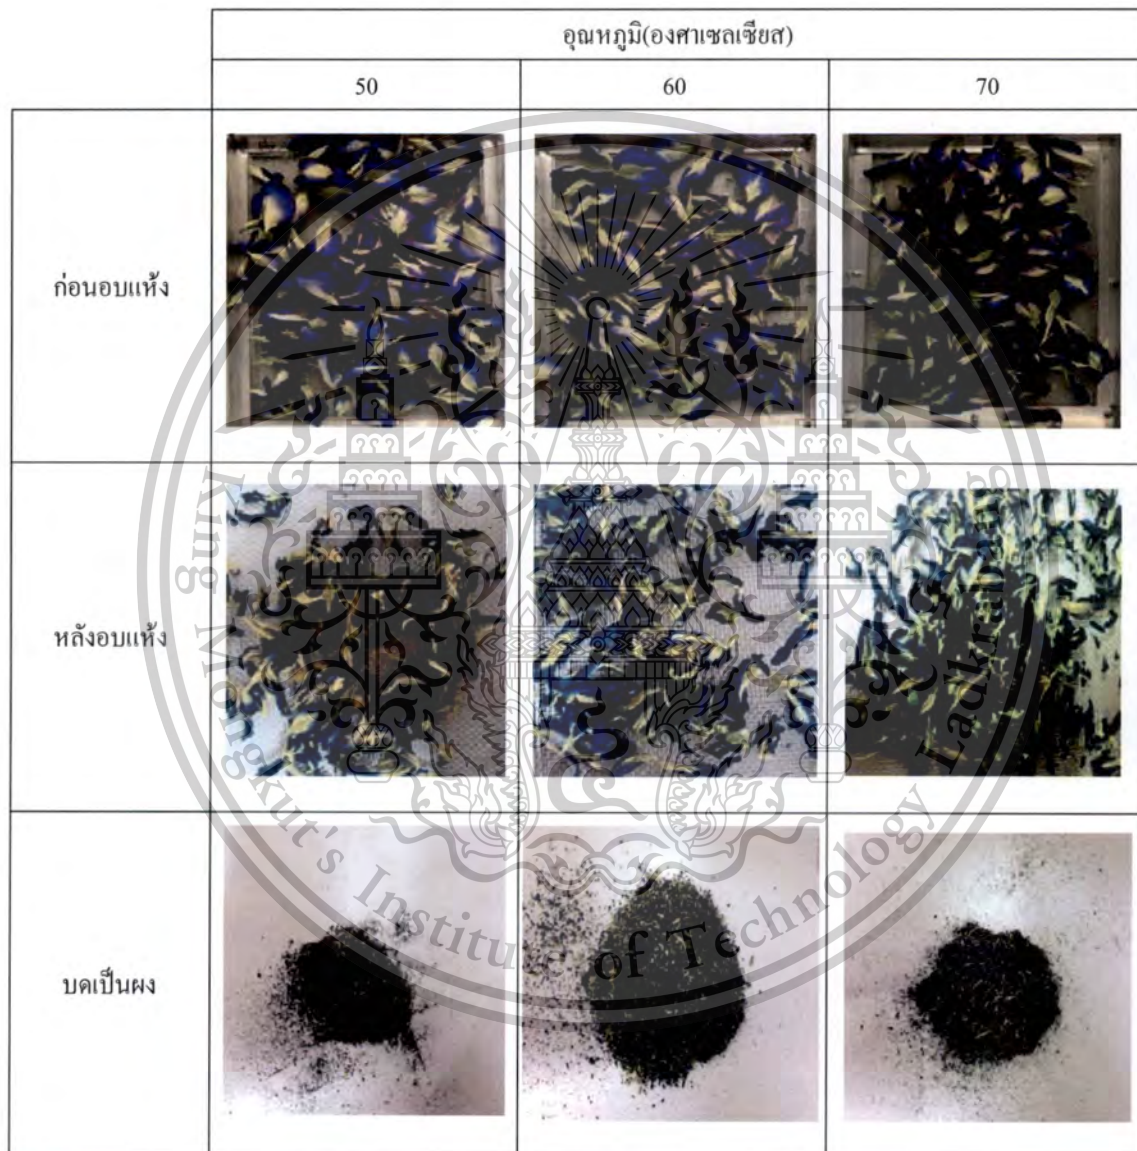 อุณหภูมิ(องศาเซลเซียส)
50 60 70
ก่อนอบแห้ง
หลังอบแห้ง
บดเป็นผง
King Mongkut's Institute of Technology Ladkrabang